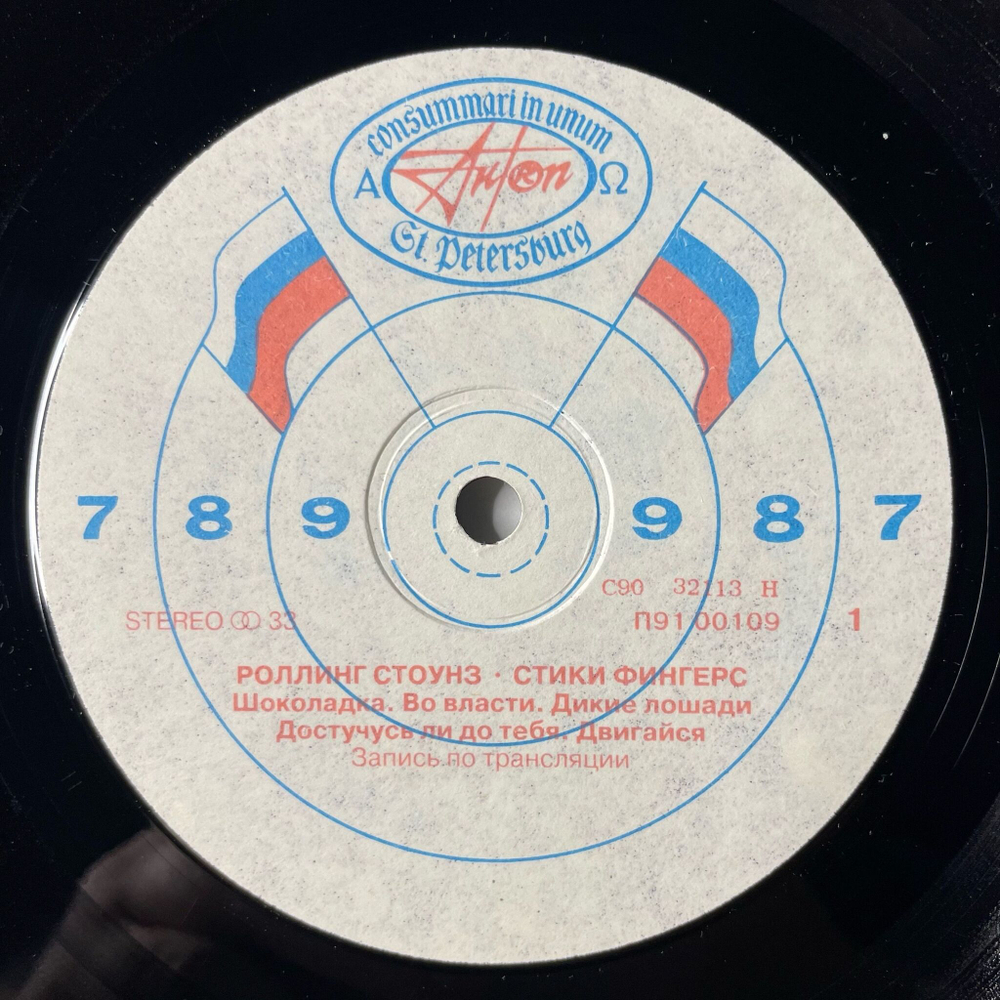 consummari in unum
A Anton Ω
St. Petersburg
7 8 9 9 8 7
С90 32113 Н
STEREO 33 П91 00109 1
РОЛЛИНГ СТОУНЗ · СТИКИ ФИНГЕРС
Шоколадка. Во власти. Дикие лошади
Достучусь ли до тебя. Двигайся
Запись по трансляции